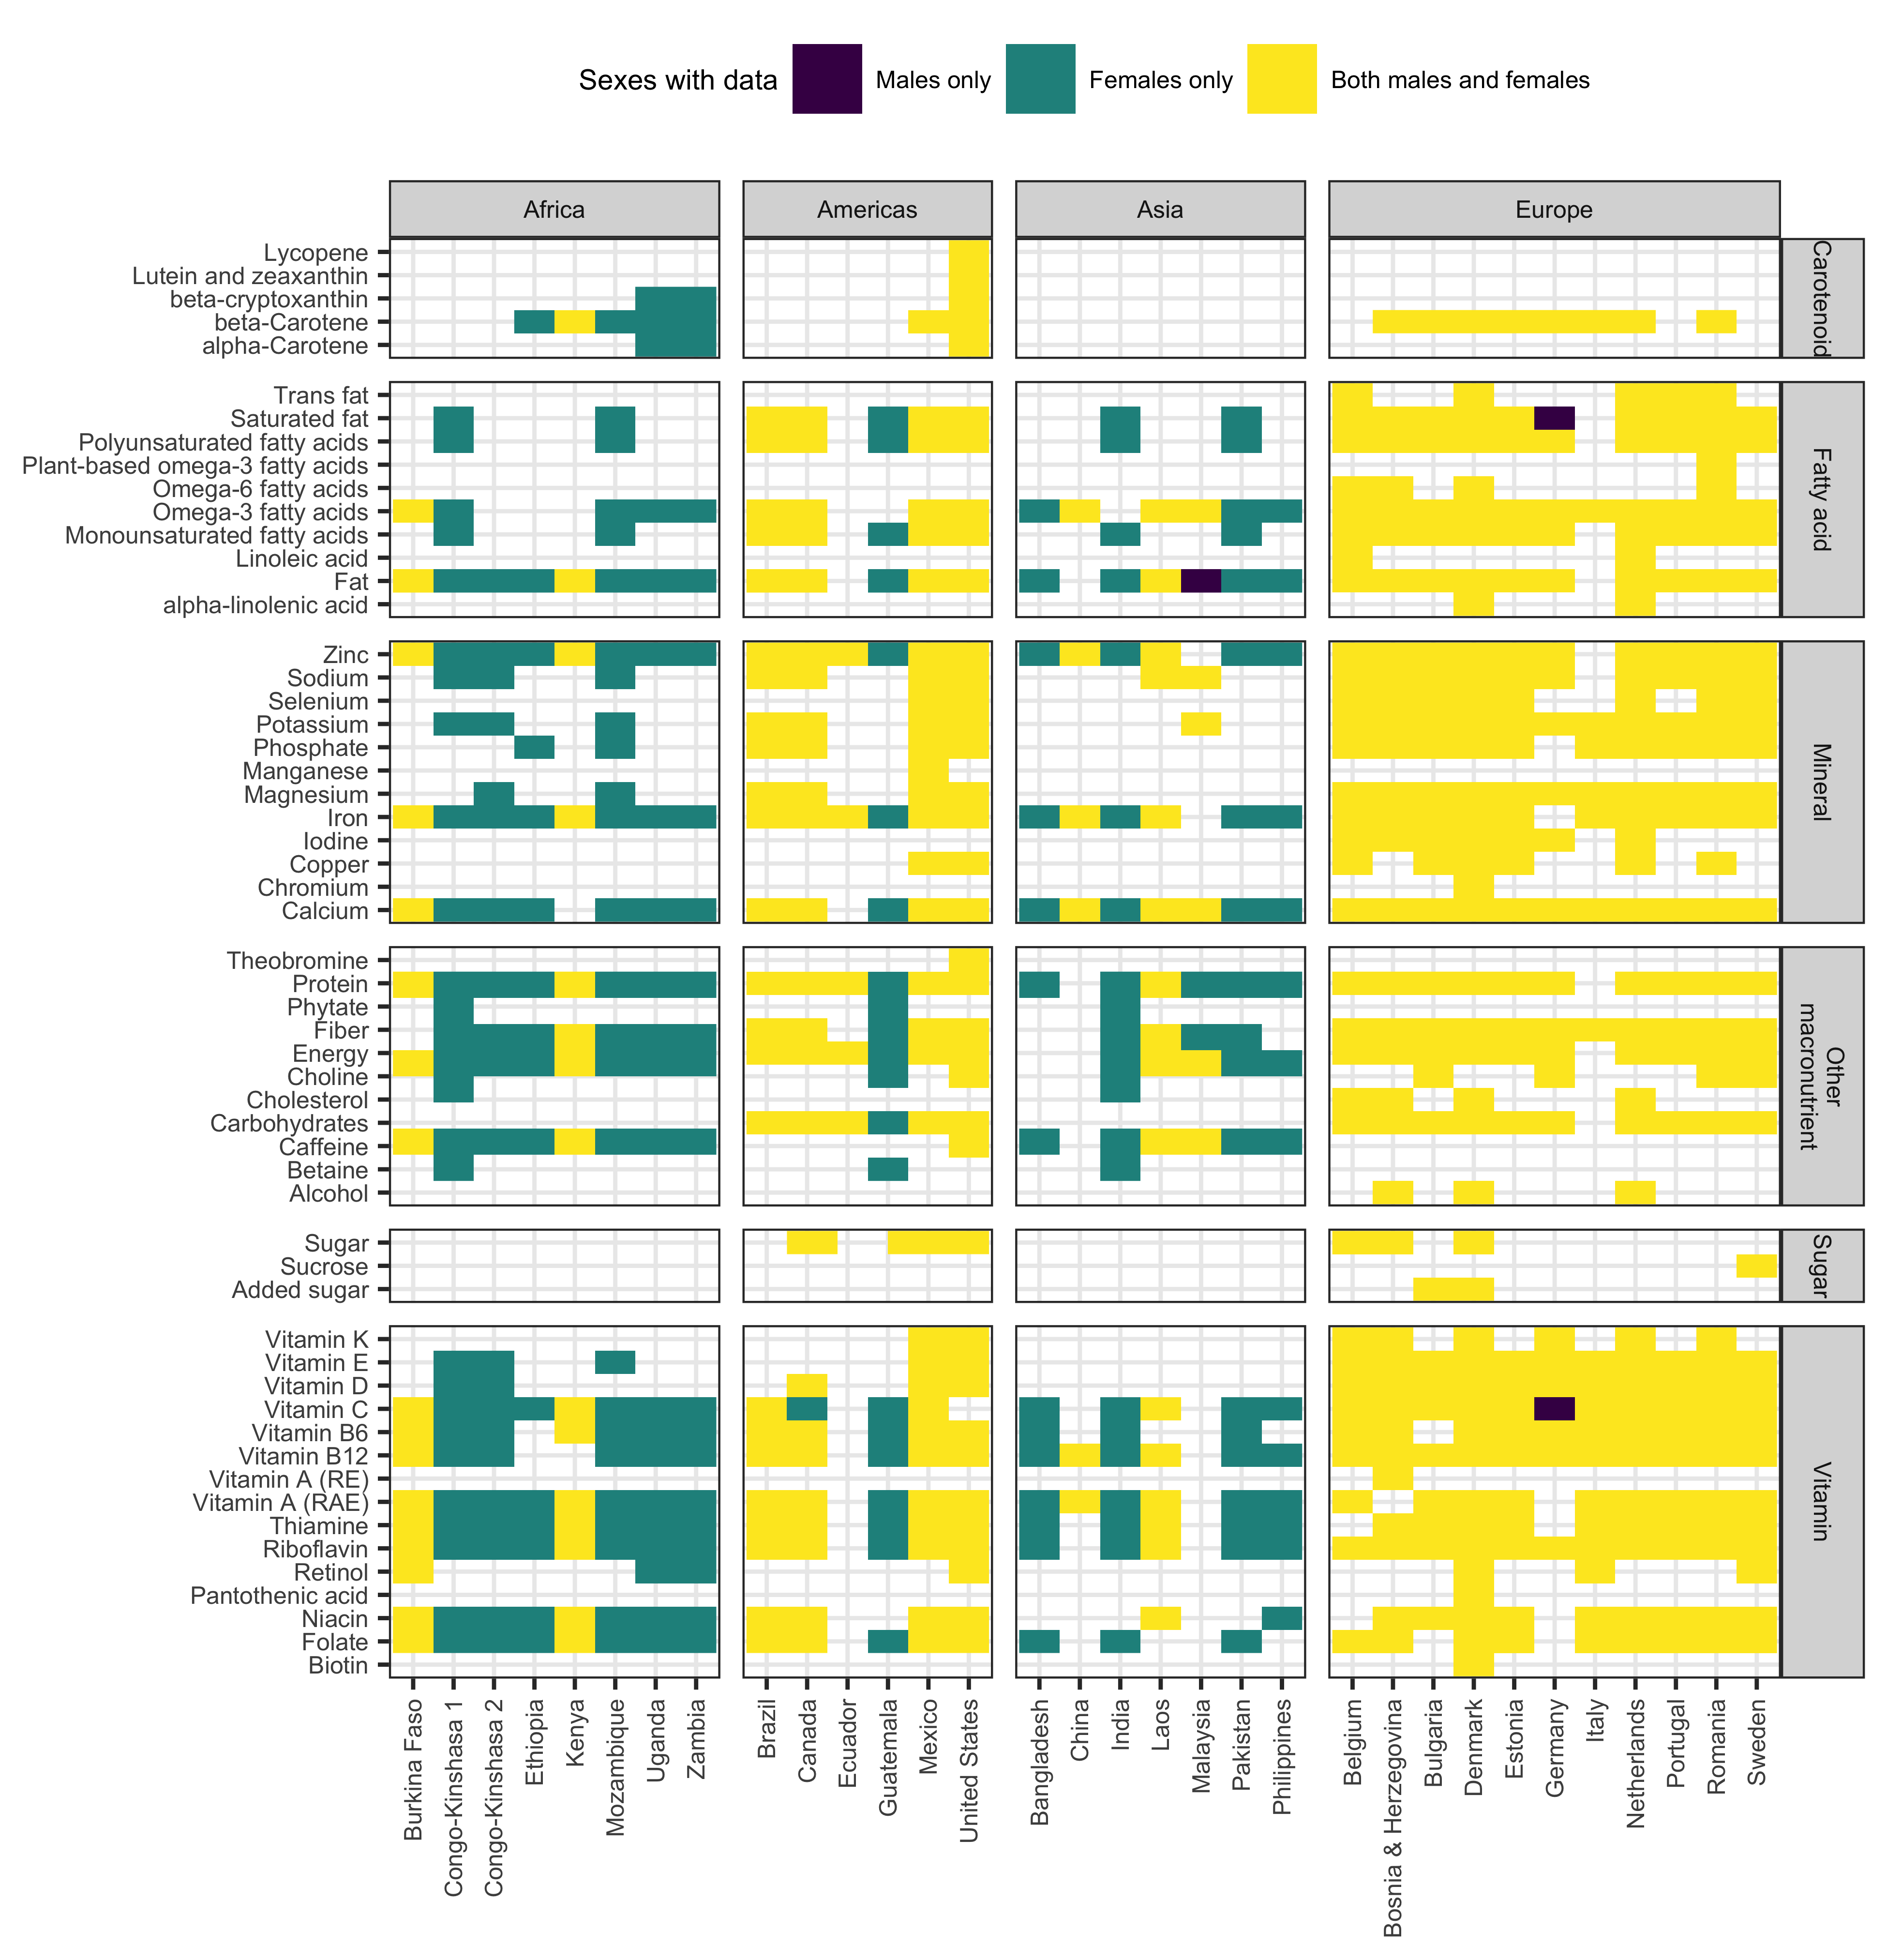 Sexes with data Males only Females only Both males and females
Africa Americas Asia Europe
Lycopene
Lutein and zeaxanthin
beta-cryptoxanthin
beta-Carotene
alpha-Carotene
Carotenoid
Trans fat
Saturated fat
Polyunsaturated fatty acids
Plant-based omega-3 fatty acids
Omega-6 fatty acids
Omega-3 fatty acids
Monounsaturated fatty acids
Linoleic acid
Fat
alpha-linolenic acid
Fatty acid
Zinc
Sodium
Selenium
Potassium
Phosphate
Manganese
Magnesium
Iron
Iodine
Copper
Chromium
Calcium
Mineral
Theobromine
Protein
Phytate
Fiber
Energy
Choline
Cholesterol
Carbohydrates
Caffeine
Betaine
Alcohol
Other
macronutrient
Sugar
Sucrose
Added sugar
Sugar
Vitamin K
Vitamin E
Vitamin D
Vitamin C
Vitamin B6
Vitamin B12
Vitamin A (RE)
Vitamin A (RAE)
Thiamine
Riboflavin
Retinol
Pantothenic acid
Niacin
Folate
Biotin
Vitamin
Burkina Faso
Congo-Kinshasa 1
Congo-Kinshasa 2
Ethiopia
Kenya
Mozambique
Uganda
Zambia
Brazil
Canada
Ecuador
Guatemala
Mexico
United States
Bangladesh
China
India
Laos
Malaysia
Pakistan
Philippines
Belgium
Bosnia & Herzegovina
Bulgaria
Denmark
Estonia
Germany
Italy
Netherlands
Portugal
Romania
Sweden